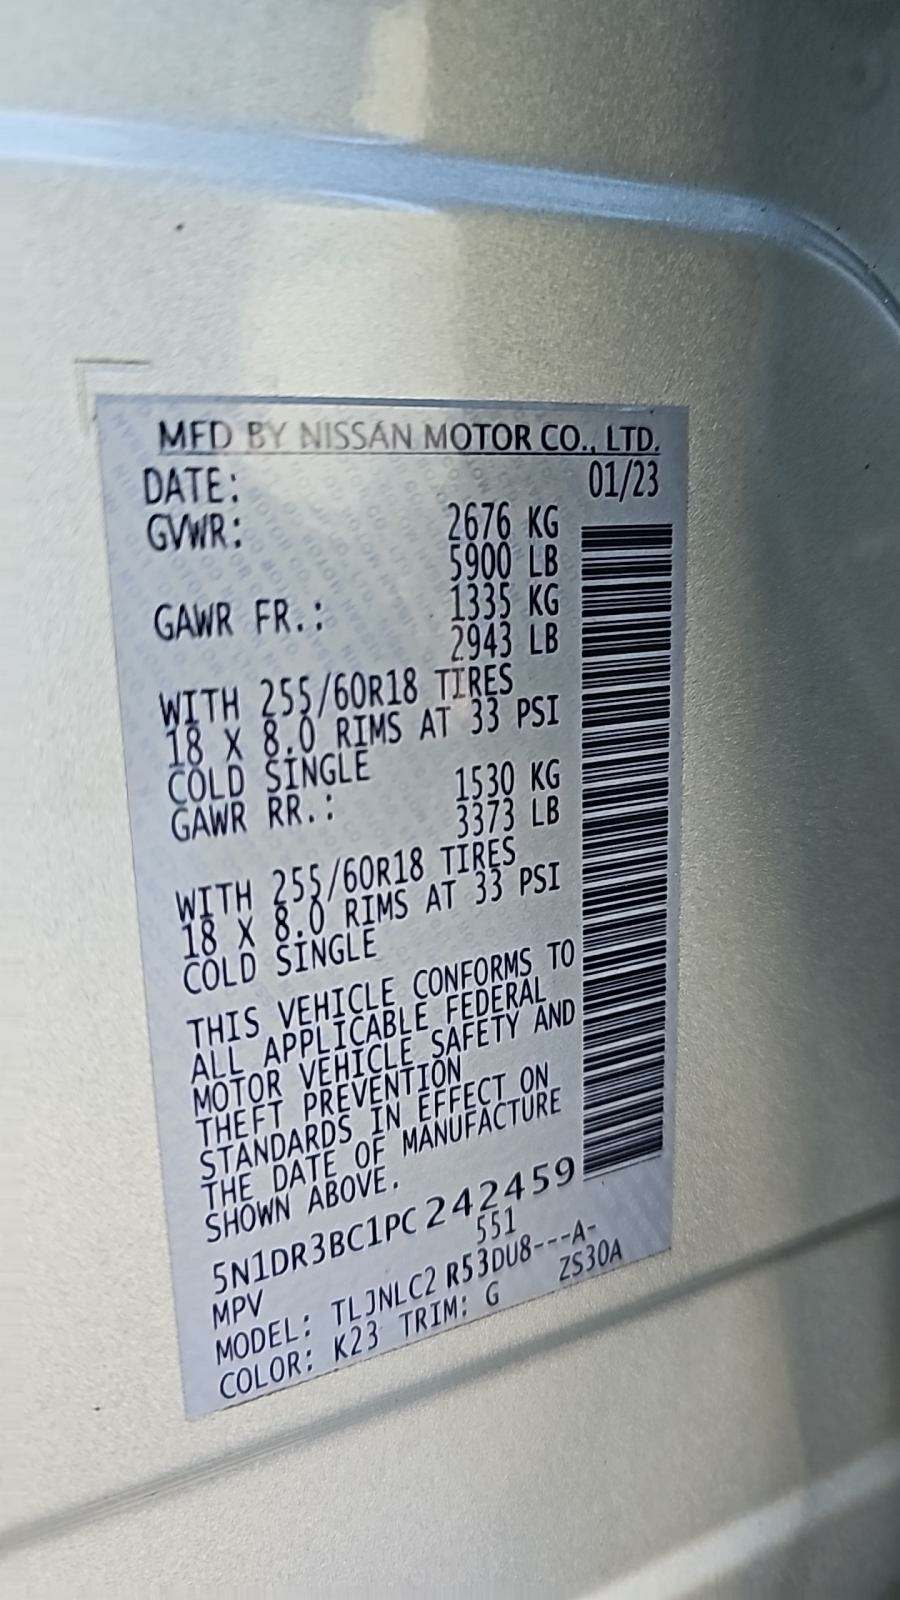 MFD BY NISSAN MOTOR CO., LTD.
DATE: 01/23
GVWR: 2676 KG
5900 LB
GAWR FR.: 1335 KG
2943 LB
WITH 255/60R18 TIRES
18 X 8.0 RIMS AT 33 PSI
COLD SINGLE
GAWR RR.: 1530 KG
3373 LB
WITH 255/60R18 TIRES
18 X 8.0 RIMS AT 33 PSI
COLD SINGLE
THIS VEHICLE CONFORMS TO
ALL APPLICABLE FEDERAL
MOTOR VEHICLE SAFETY AND
THEFT PREVENTION
STANDARDS IN EFFECT ON
THE DATE OF MANUFACTURE
SHOWN ABOVE.
5N1DR3BC1PC242459
MPV 551
MODEL: TLJNLC2 R53DU8---A-
COLOR: K23 TRIM: G ZS30A